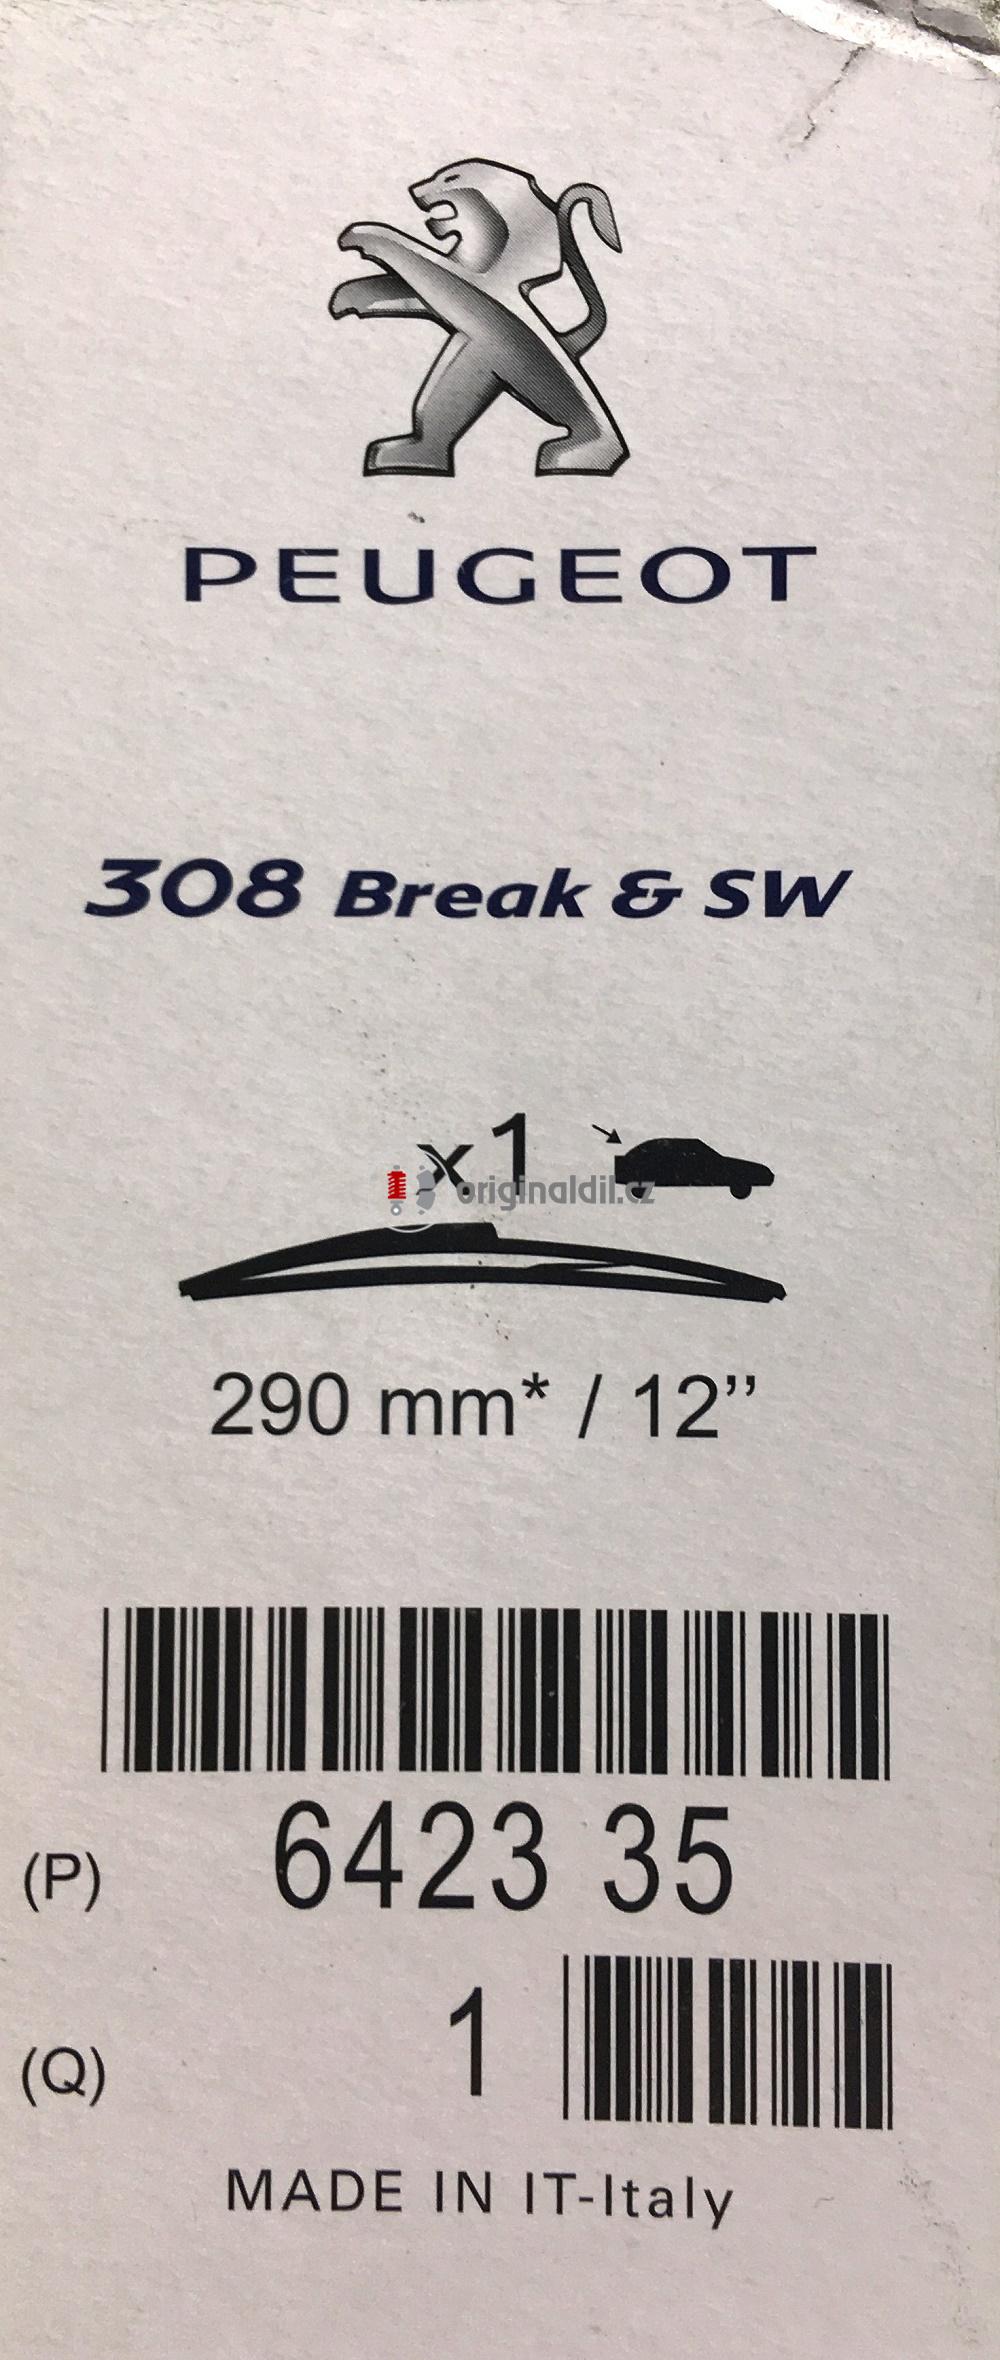 PEUGEOT
308 Break & SW
x1
originaldil.cz
290 mm* / 12”
(P) 6423 35
(Q) 1
MADE IN IT-Italy